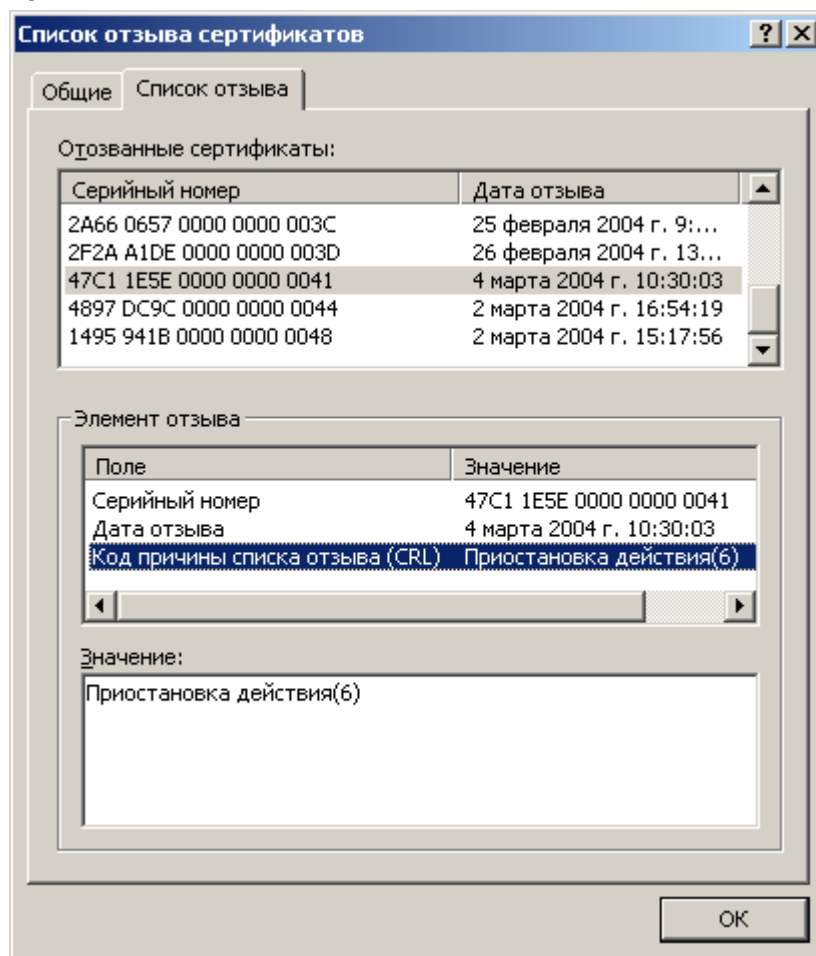 Список отзыва сертификатов
Общие Список отзыва
Отозванные сертификаты:
Серийный номер Дата отзыва
2A66 0657 0000 0000 003C 25 февраля 2004 г. 9:...
2F2A A1DE 0000 0000 003D 26 февраля 2004 г. 13...
47C1 1E5E 0000 0000 0041 4 марта 2004 г. 10:30:03
4897 DC9C 0000 0000 0044 2 марта 2004 г. 16:54:19
1495 941B 0000 0000 0048 2 марта 2004 г. 15:17:56
Элемент отзыва
Поле Значение
Серийный номер 47C1 1E5E 0000 0000 0041
Дата отзыва 4 марта 2004 г. 10:30:03
Код причины списка отзыва (CRL) Приостановка действия(6)
Значение:
Приостановка действия(6)
ОК